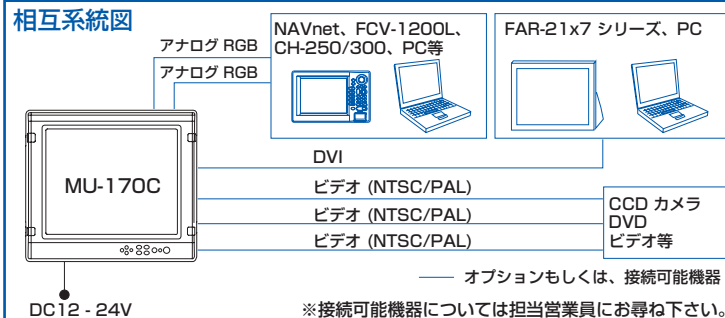 相互系統図
アナログ RGB
アナログ RGB
NAVnet、FCV-1200L、
CH-250/300、PC等
FAR-21x7 シリーズ、PC
MU-170C
DVI
ビデオ (NTSC/PAL)
ビデオ (NTSC/PAL)
ビデオ (NTSC/PAL)
CCD カメラ
DVD
ビデオ等
オプションもしくは、接続可能機器
DC12 - 24V
※接続可能機器については担当営業員にお尋ね下さい。